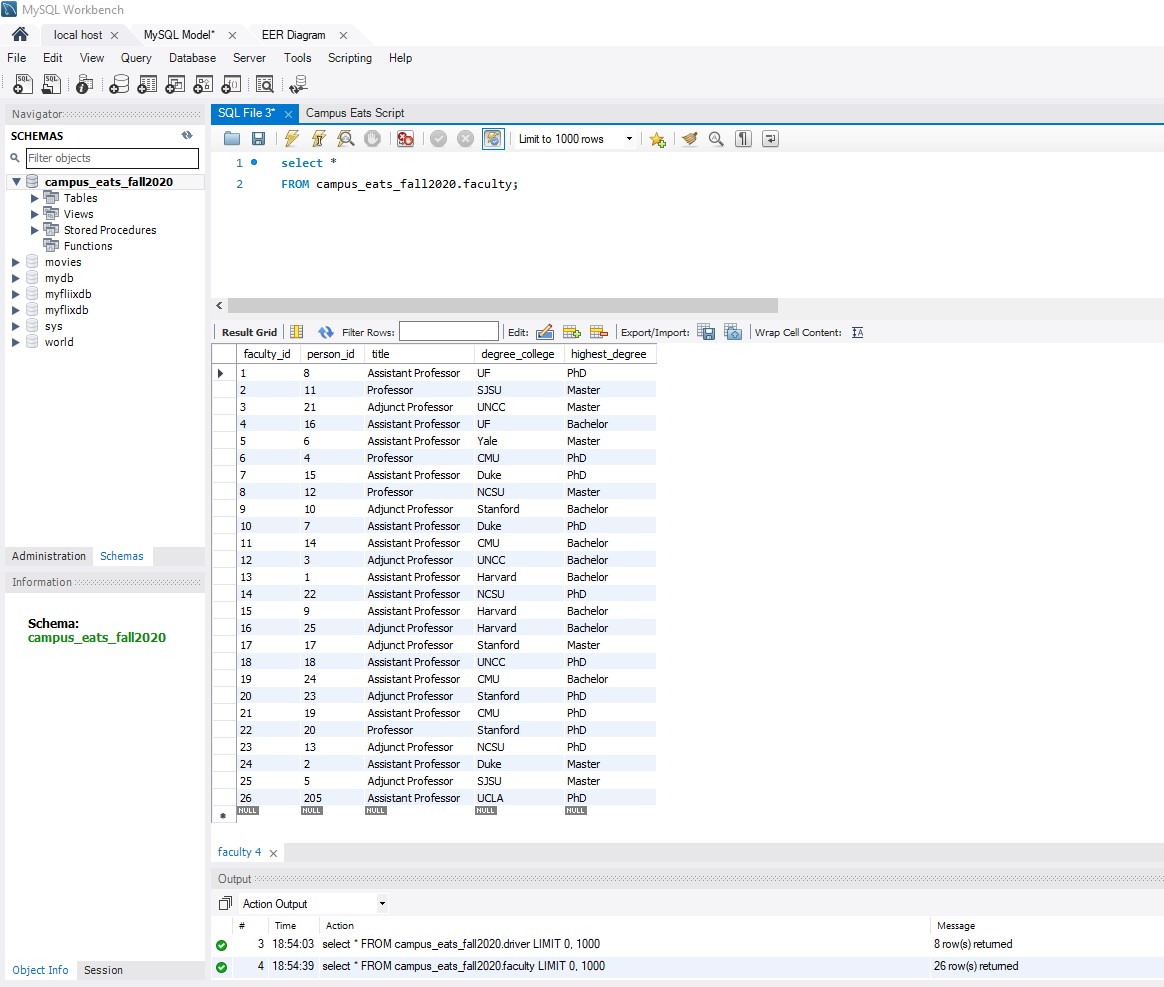 MySQL Workbench
local host MySQL Model* EER Diagram
File Edit View Query Database Server Tools Scripting Help
Navigator
SCHEMAS
Filter objects
campus_eats_fall2020
Tables
Views
Stored Procedures
Functions
movies
mydb
myfliixdb
myflixdb
sys
world
Administration Schemas
Information
Schema:
campus_eats_fall2020
Object Info Session
SQL File 3* Campus Eats Script
Limit to 1000 rows
1 select *
2 FROM campus_eats_fall2020.faculty;
Result Grid Filter Rows: Edit: Export/Import: Wrap Cell Content:
faculty_id person_id title degree_college highest_degree
1 8 Assistant Professor UF PhD
2 11 Professor SJSU Master
3 21 Adjunct Professor UNCC Master
4 16 Assistant Professor UF Bachelor
5 6 Assistant Professor Yale Master
6 4 Professor CMU PhD
7 15 Assistant Professor Duke PhD
8 12 Professor NCSU Master
9 10 Adjunct Professor Stanford Bachelor
10 7 Assistant Professor Duke PhD
11 14 Assistant Professor CMU Bachelor
12 3 Adjunct Professor UNCC Bachelor
13 1 Assistant Professor Harvard Bachelor
14 22 Assistant Professor NCSU PhD
15 9 Assistant Professor Harvard Bachelor
16 25 Adjunct Professor Harvard Bachelor
17 17 Adjunct Professor Stanford Master
18 18 Assistant Professor UNCC PhD
19 24 Assistant Professor CMU Bachelor
20 23 Adjunct Professor Stanford PhD
21 19 Assistant Professor CMU PhD
22 20 Professor Stanford PhD
23 13 Adjunct Professor NCSU PhD
24 2 Assistant Professor Duke Master
25 5 Adjunct Professor SJSU Master
26 205 Assistant Professor UCLA PhD
NULL NULL NULL NULL NULL
faculty 4
Output
Action Output
# Time Action Message
3 18:54:03 select * FROM campus_eats_fall2020.driver LIMIT 0, 1000 8 row(s) returned
4 18:54:39 select * FROM campus_eats_fall2020.faculty LIMIT 0, 1000 26 row(s) returned